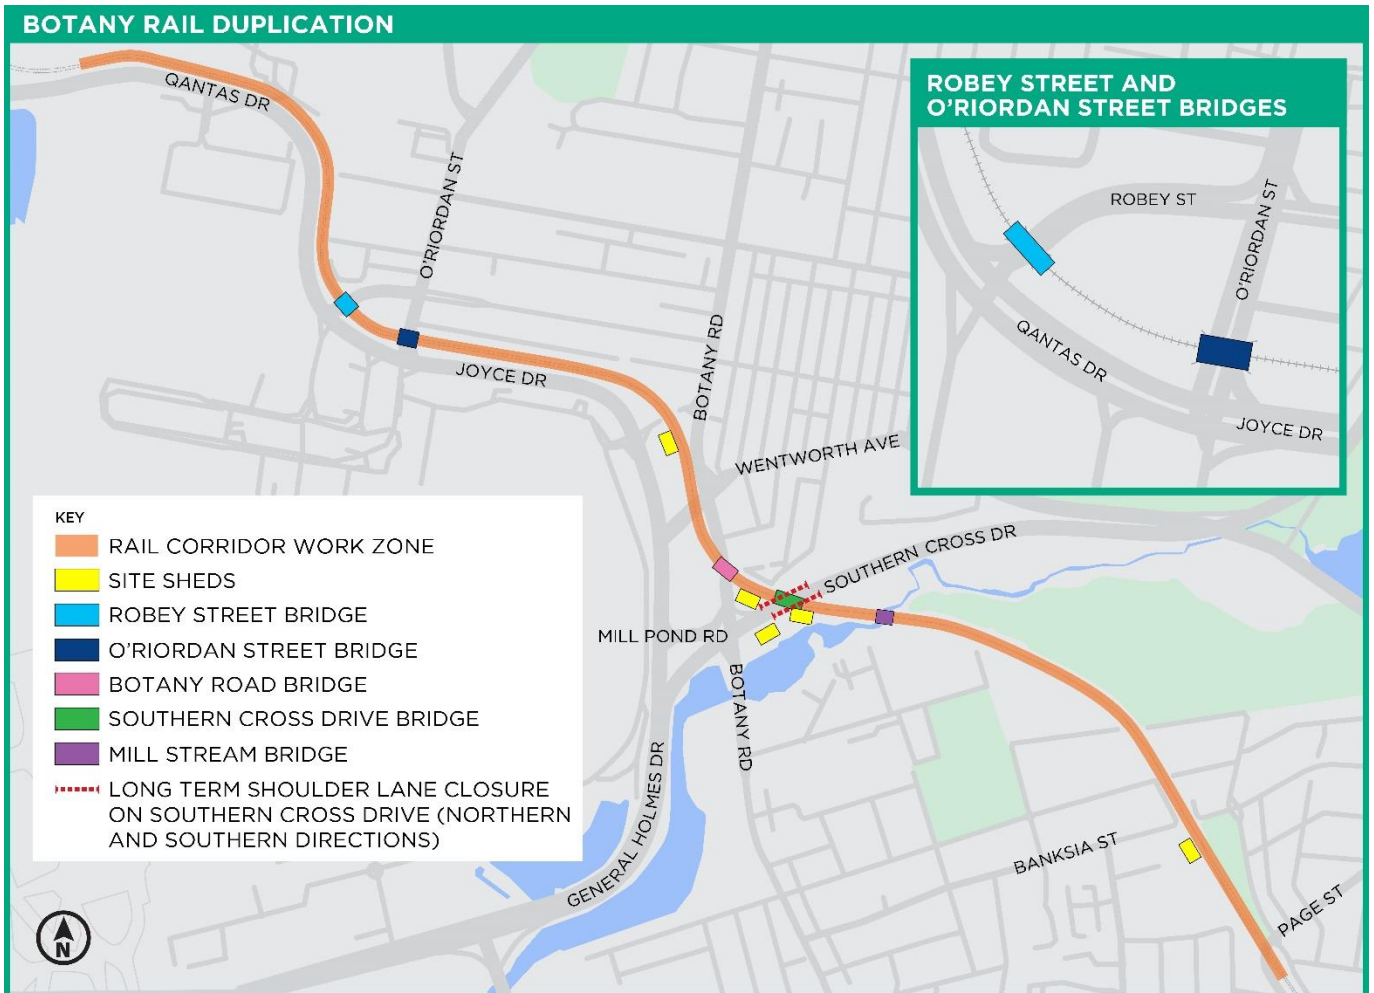 BOTANY RAIL DUPLICATION
ROBEY STREET AND
O'RIORDAN STREET BRIDGES
QANTAS DR
O'RIORDAN ST
ROBEY ST
O'RIORDAN ST
QANTAS DR
JOYCE DR
JOYCE DR
BOTANY RD
WENTWORTH AVE
SOUTHERN CROSS DR
MILL POND RD
BOTANY RD
GENERAL HOLMES DR
BANKSIA ST
PAGE ST
KEY
RAIL CORRIDOR WORK ZONE
SITE SHEDS
ROBEY STREET BRIDGE
O'RIORDAN STREET BRIDGE
BOTANY ROAD BRIDGE
SOUTHERN CROSS DRIVE BRIDGE
MILL STREAM BRIDGE
LONG TERM SHOULDER LANE CLOSURE
ON SOUTHERN CROSS DRIVE (NORTHERN
AND SOUTHERN DIRECTIONS)
N